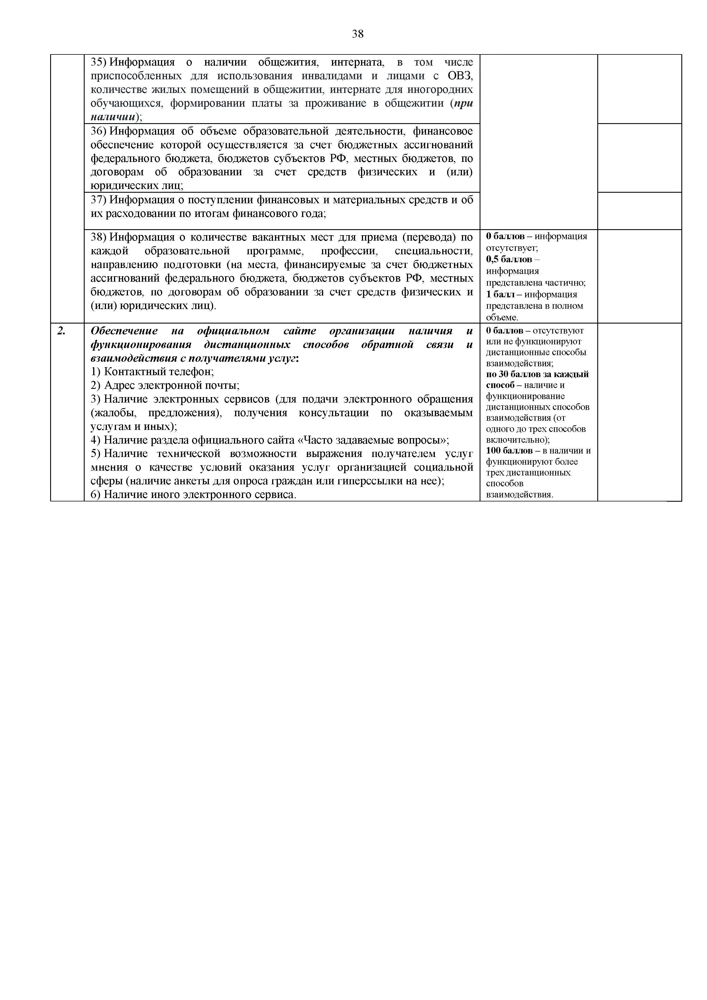 38
35) Информация о наличии общежития, интерната, в том числе
приспособленных для использования инвалидами и лицами с ОВЗ,
количестве жилых помещений в общежитии, интернате для иногородних
обучающихся, формировании платы за проживание в общежитии (при
наличии);
36) Информация об объеме образовательной деятельности, финансовое
обеспечение которой осуществляется за счет бюджетных ассигнований
федерального бюджета, бюджетов субъектов РФ, местных бюджетов, по
договорам об образовании за счет средств физических и (или)
юридических лиц;
37) Информация о поступлении финансовых и материальных средств и об
их расходовании по итогам финансового года;
38) Информация о количестве вакантных мест для приема (перевода) по
каждой образовательной программе, профессии, специальности,
направлению подготовки (на места, финансируемые за счет бюджетных
ассигнований федерального бюджета, бюджетов субъектов РФ, местных
бюджетов, по договорам об образовании за счет средств физических и
(или) юридических лиц).
0 баллов – информация
отсутствует;
0,5 баллов –
информация
представлена частично;
1 балл – информация
представлена в полном
объеме.
2.
Обеспечение на официальном сайте организации наличия и
функционирования дистанционных способов обратной связи и
взаимодействия с получателями услуг:
1) Контактный телефон;
2) Адрес электронной почты;
3) Наличие электронных сервисов (для подачи электронного обращения
(жалобы, предложения), получения консультации по оказываемым
услугам и иных);
4) Наличие раздела официального сайта «Часто задаваемые вопросы»;
5) Наличие технической возможности выражения получателем услуг
мнения о качестве условий оказания услуг организацией социальной
сферы (наличие анкеты для опроса граждан или гиперссылки на нее);
6) Наличие иного электронного сервиса.
0 баллов – отсутствуют
или не функционируют
дистанционные способы
взаимодействия;
по 30 баллов за каждый
способ – наличие и
функционирование
дистанционных способов
взаимодействия (от
одного до трех способов
включительно);
100 баллов – в наличии и
функционируют более
трех дистанционных
способов
взаимодействия.